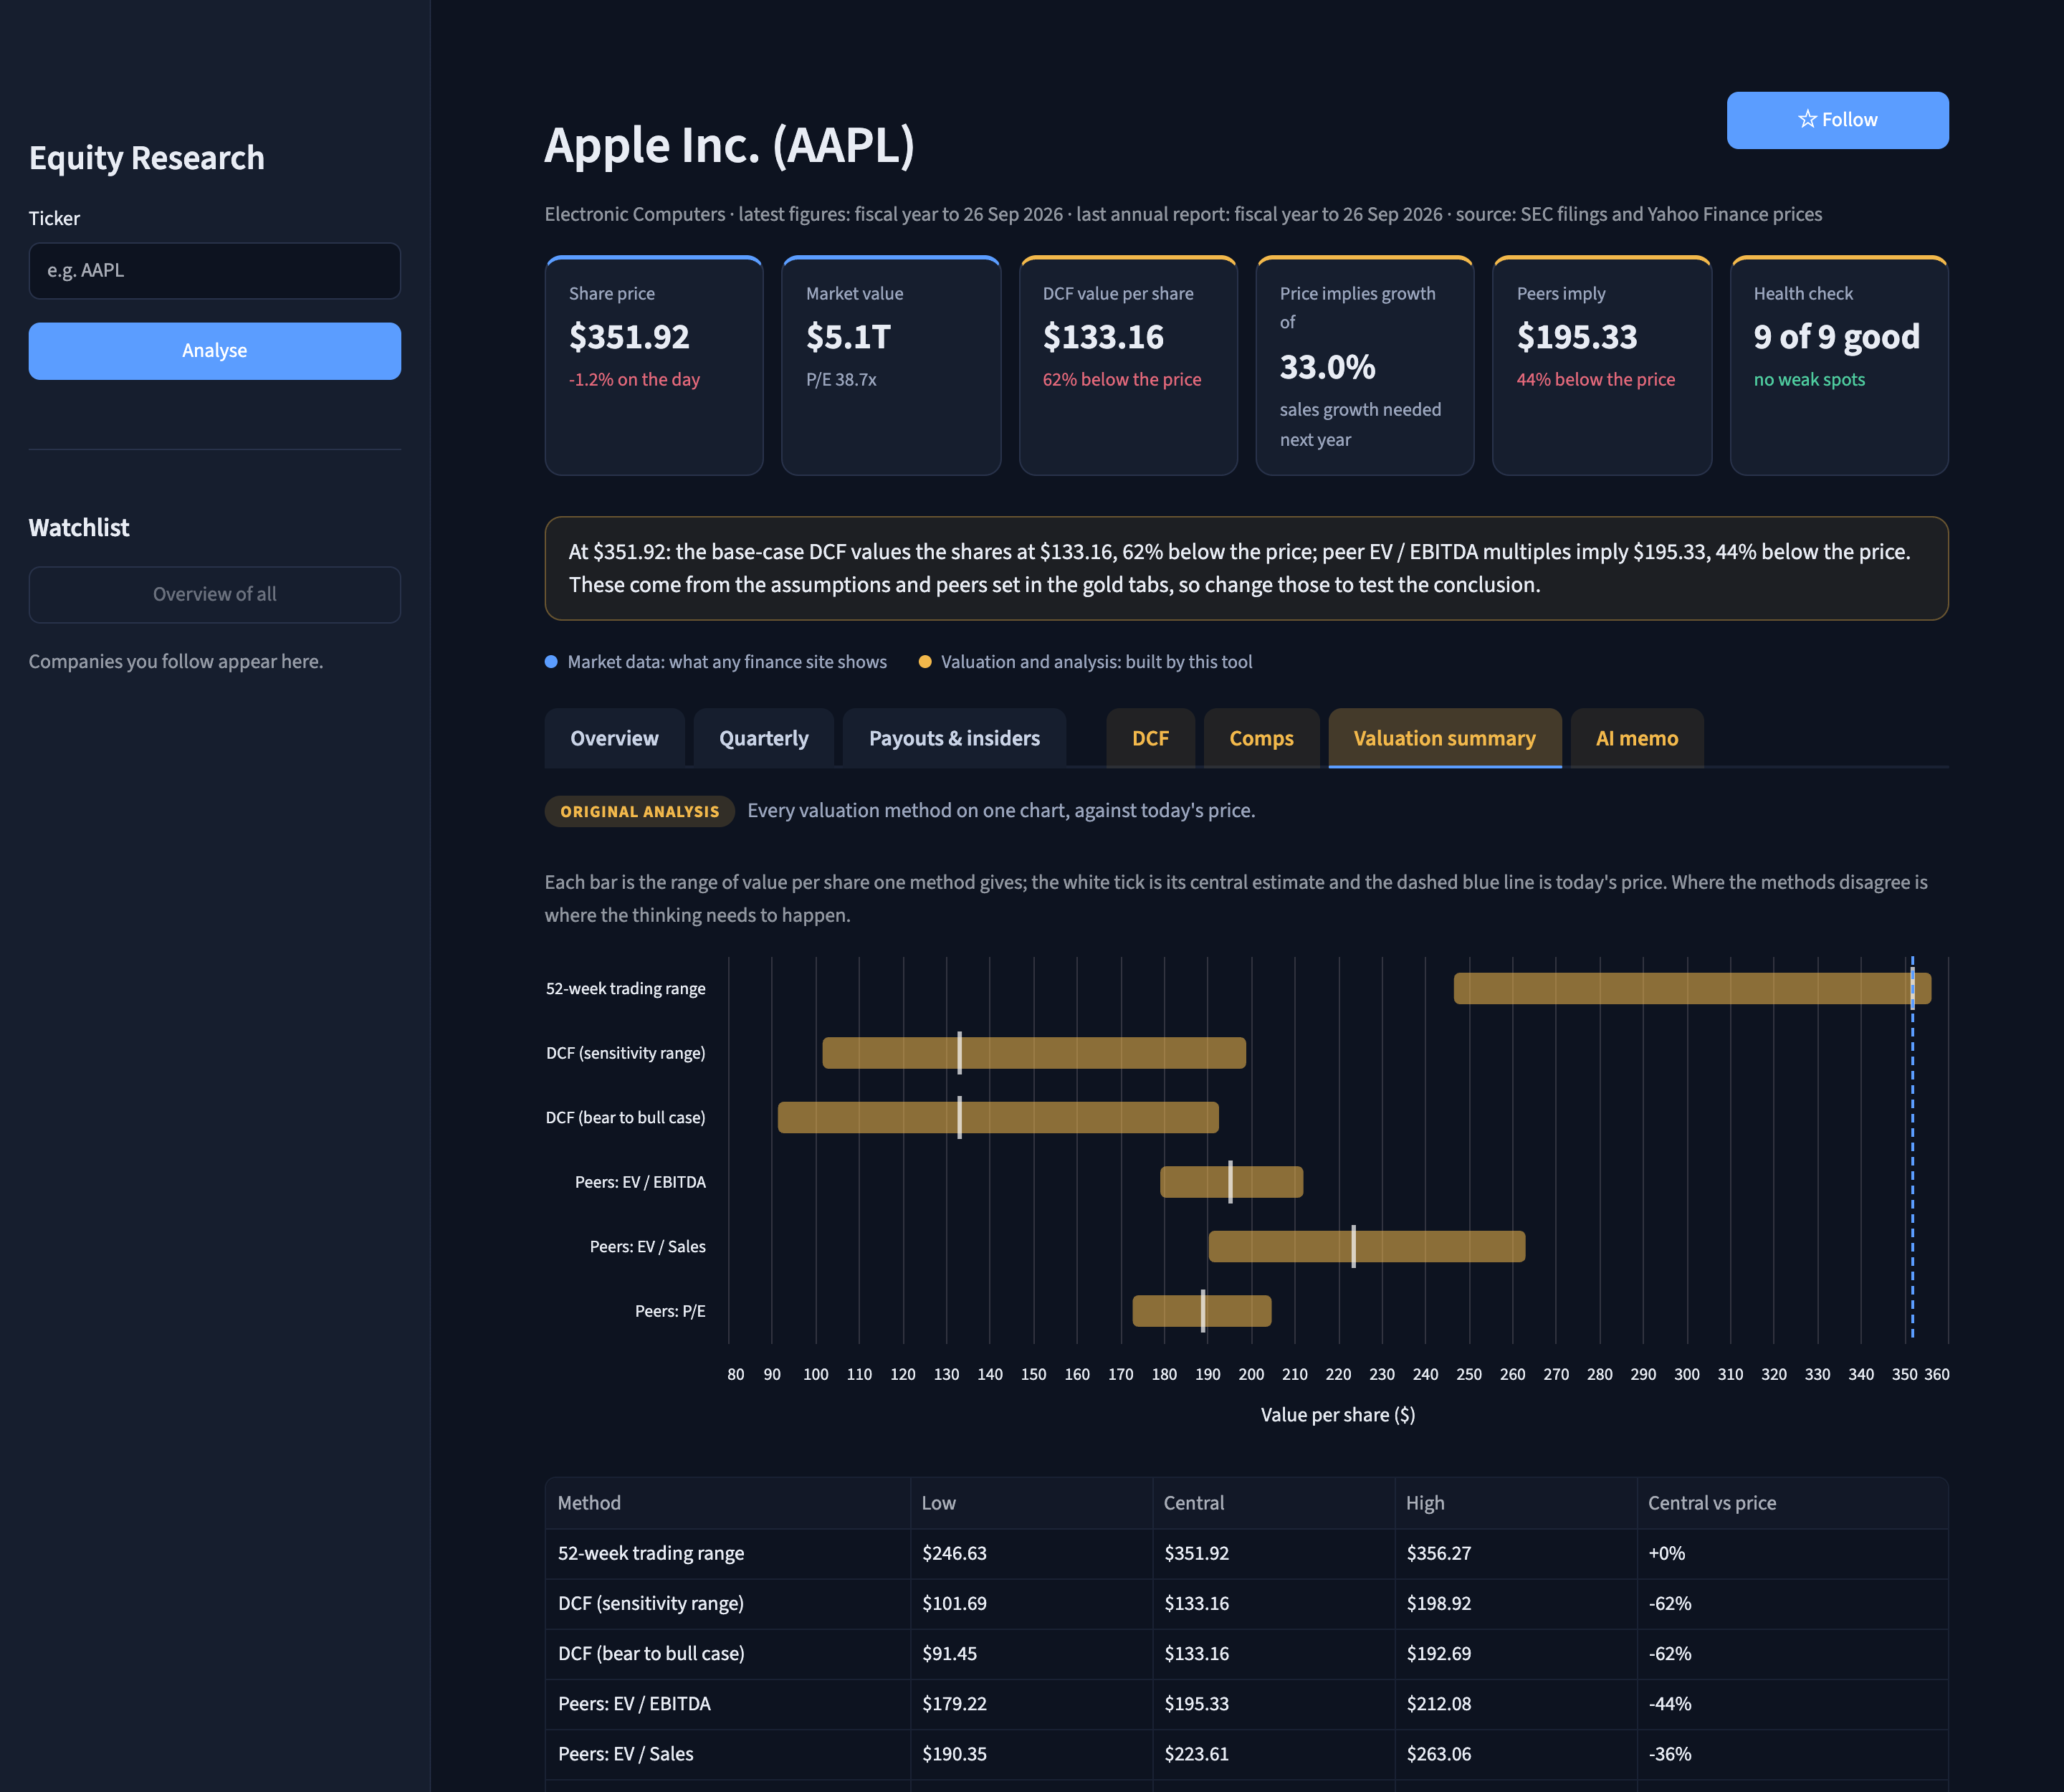 Equity Research
Ticker
e.g. AAPL
Analyse
Watchlist
Overview of all
Companies you follow appear here.
☆ Follow
Apple Inc. (AAPL)
Electronic Computers · latest figures: fiscal year to 26 Sep 2026 · last annual report: fiscal year to 26 Sep 2026 · source: SEC filings and Yahoo Finance prices
Share price
$351.92
-1.2% on the day
Market value
$5.1T
P/E 38.7x
DCF value per share
$133.16
62% below the price
Price implies growth
of
33.0%
sales growth needed
next year
Peers imply
$195.33
44% below the price
Health check
9 of 9 good
no weak spots
At $351.92: the base-case DCF values the shares at $133.16, 62% below the price; peer EV / EBITDA multiples imply $195.33, 44% below the price.
These come from the assumptions and peers set in the gold tabs, so change those to test the conclusion.
Market data: what any finance site shows Valuation and analysis: built by this tool
Overview Quarterly Payouts & insiders DCF Comps Valuation summary AI memo
ORIGINAL ANALYSIS Every valuation method on one chart, against today's price.
Each bar is the range of value per share one method gives; the white tick is its central estimate and the dashed blue line is today's price. Where the methods disagree is
where the thinking needs to happen.
52-week trading range
DCF (sensitivity range)
DCF (bear to bull case)
Peers: EV / EBITDA
Peers: EV / Sales
Peers: P/E
80 90 100 110 120 130 140 150 160 170 180 190 200 210 220 230 240 250 260 270 280 290 300 310 320 330 340 350 360
Value per share ($)
Method Low Central High Central vs price
52-week trading range $246.63 $351.92 $356.27 +0%
DCF (sensitivity range) $101.69 $133.16 $198.92 -62%
DCF (bear to bull case) $91.45 $133.16 $192.69 -62%
Peers: EV / EBITDA $179.22 $195.33 $212.08 -44%
Peers: EV / Sales $190.35 $223.61 $263.06 -36%